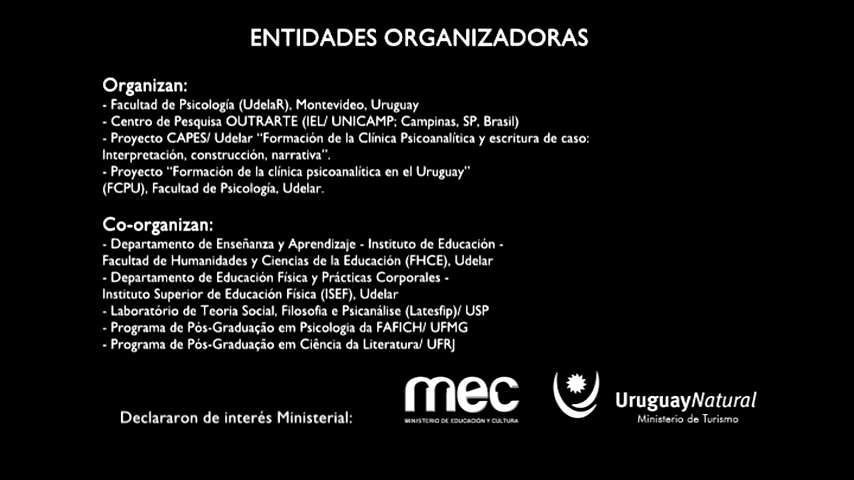 ENTIDADES ORGANIZADORAS
Organizan:
- Facultad de Psicología (UdelaR), Montevideo, Uruguay
- Centro de Pesquisa OUTRARTE (IEL/ UNICAMP; Campinas, SP, Brasil)
- Proyecto CAPES/ Udelar “Formación de la Clínica Psicoanalítica y escritura de caso:
Interpretación, construcción, narrativa”.
- Proyecto “Formación de la clínica psicoanalítica en el Uruguay”
(FCPU), Facultad de Psicología, Udelar.
Co-organizan:
- Departamento de Enseñanza y Aprendizaje - Instituto de Educación -
Facultad de Humanidades y Ciencias de la Educación (FHCE), Udelar
- Departamento de Educación Física y Prácticas Corporales -
Instituto Superior de Educación Física (ISEF), Udelar
- Laboratório de Teoria Social, Filosofia e Psicanálise (Latesfip)/ USP
- Programa de Pós-Graduação em Psicologia da FAFICH/ UFMG
- Programa de Pós-Graduação em Ciência da Literatura/ UFRJ
Declararon de interés Ministerial:
mec
MINISTERIO DE EDUCACIÓN Y CULTURA
UruguayNatural
Ministerio de Turismo